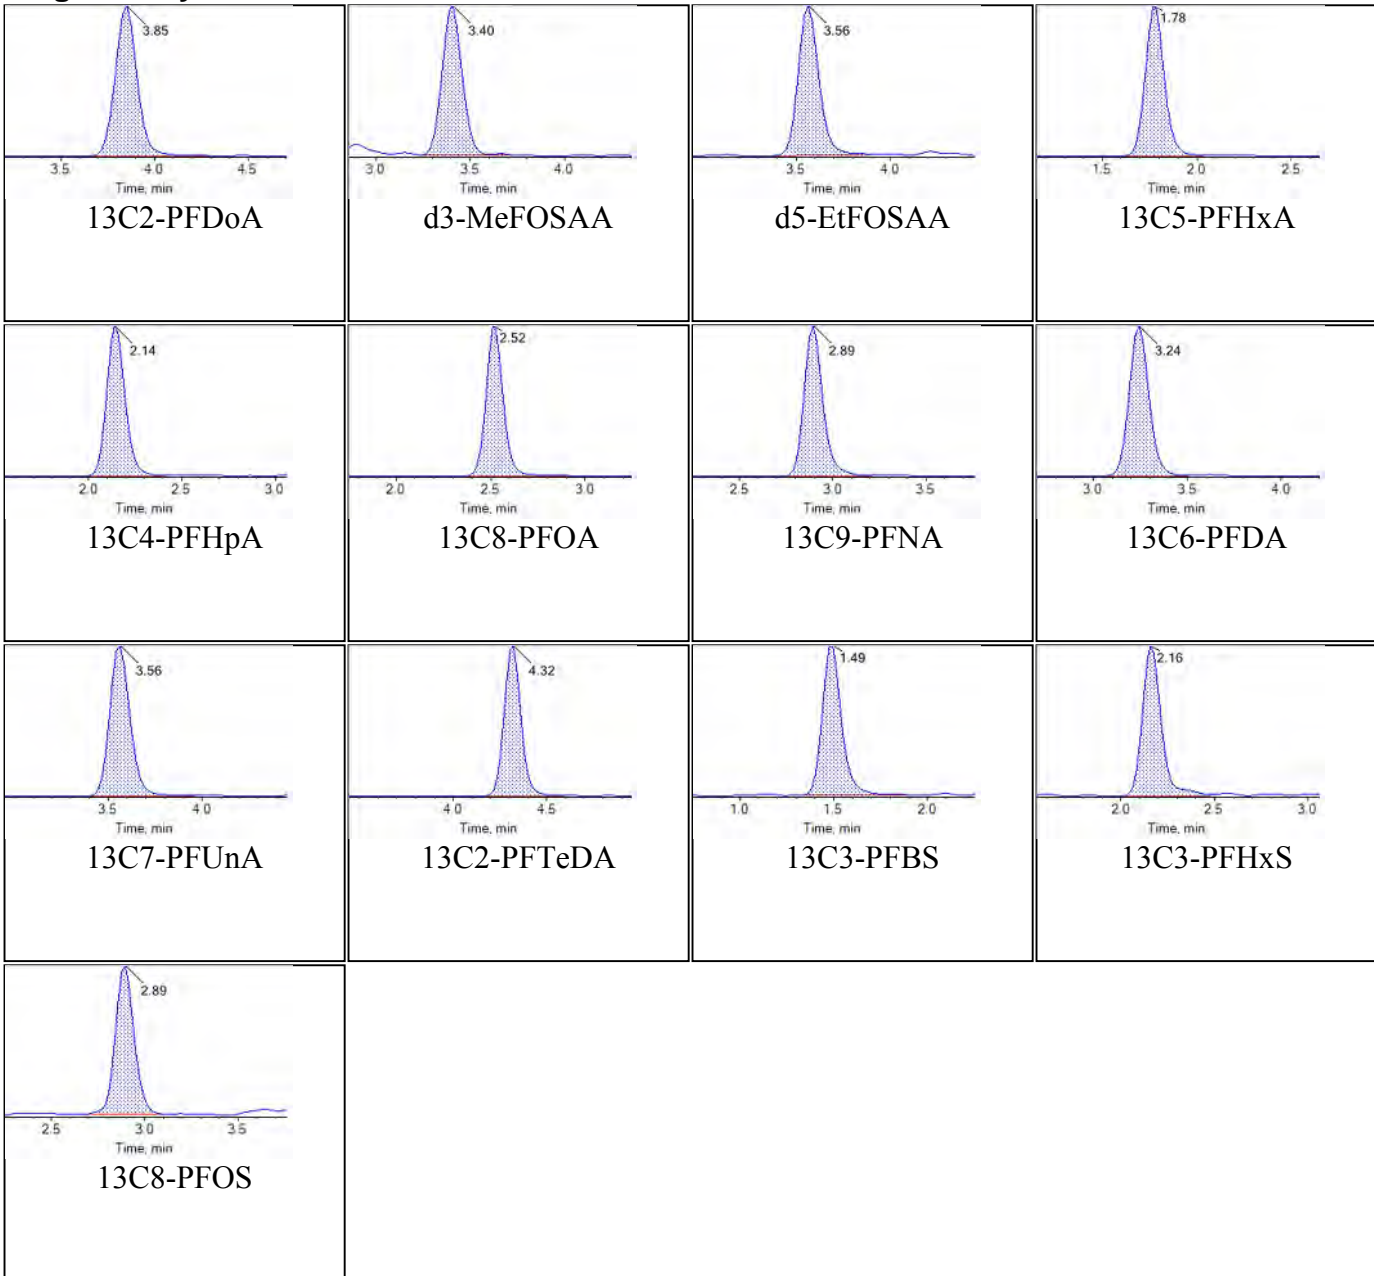 3.85
3.5 4.0 4.5
Time, min
13C2-PFDoA
3.40
3.0 3.5 4.0
Time, min
d3-MeFOSAA
3.56
3.5 4.0
Time, min
d5-EtFOSAA
1.78
1.5 2.0 2.5
Time, min
13C5-PFHxA
2.14
2.0 2.5 3.0
Time, min
13C4-PFHpA
2.52
2.0 2.5 3.0
Time, min
13C8-PFOA
2.89
2.5 3.0 3.5
Time, min
13C9-PFNA
3.24
3.0 3.5 4.0
Time, min
13C6-PFDA
3.56
3.5 4.0
Time, min
13C7-PFUnA
4.32
4.0 4.5
Time, min
13C2-PFTeDA
1.49
1.0 1.5 2.0
Time, min
13C3-PFBS
2.16
2.0 2.5 3.0
Time, min
13C3-PFHxS
2.89
2.5 3.0 3.5
Time, min
13C8-PFOS